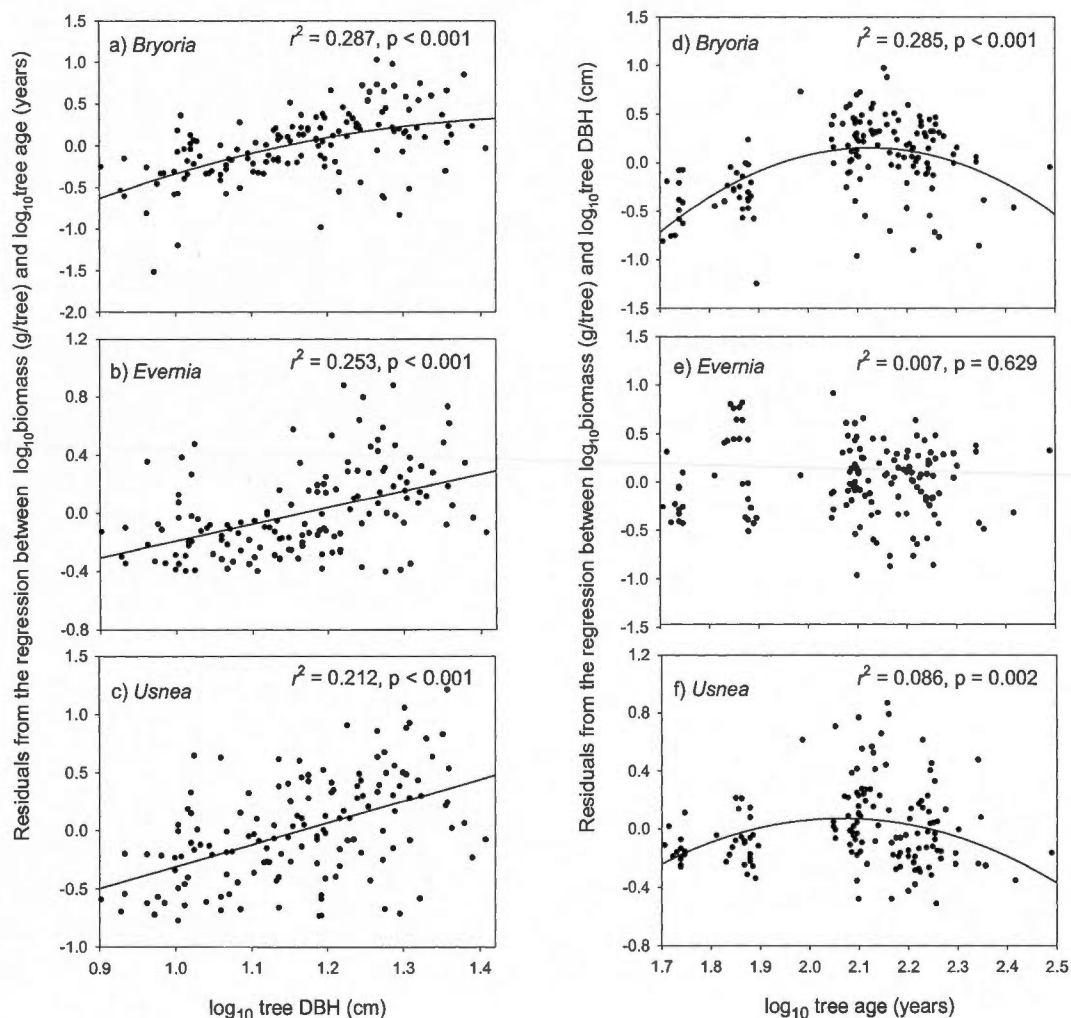 Residuals from the regression between log10biomass (g/tree) and log10tree age (years)
a) Bryoria
r² = 0.287, p < 0.001
1.5
1.0
0.5
0.0
-0.5
-1.0
-1.5
-2.0
b) Evernia
r² = 0.253, p < 0.001
1.2
0.8
0.4
0.0
-0.4
-0.8
c) Usnea
r² = 0.212, p < 0.001
1.5
1.0
0.5
0.0
-0.5
-1.0
0.9 1.0 1.1 1.2 1.3 1.4
log10 tree DBH (cm)
Residuals from the regression between log10biomass (g/tree) and log10tree DBH (cm)
d) Bryoria
r² = 0.285, p < 0.001
1.5
1.0
0.5
0.0
-0.5
-1.0
-1.5
e) Evernia
r² = 0.007, p = 0.629
1.5
1.0
0.5
0.0
-0.5
-1.0
-1.5
f) Usnea
r² = 0.086, p = 0.002
1.2
0.8
0.4
0.0
-0.4
-0.8
1.7 1.8 1.9 2.1 2.2 2.3 2.4 2.5
log10 tree age (years)